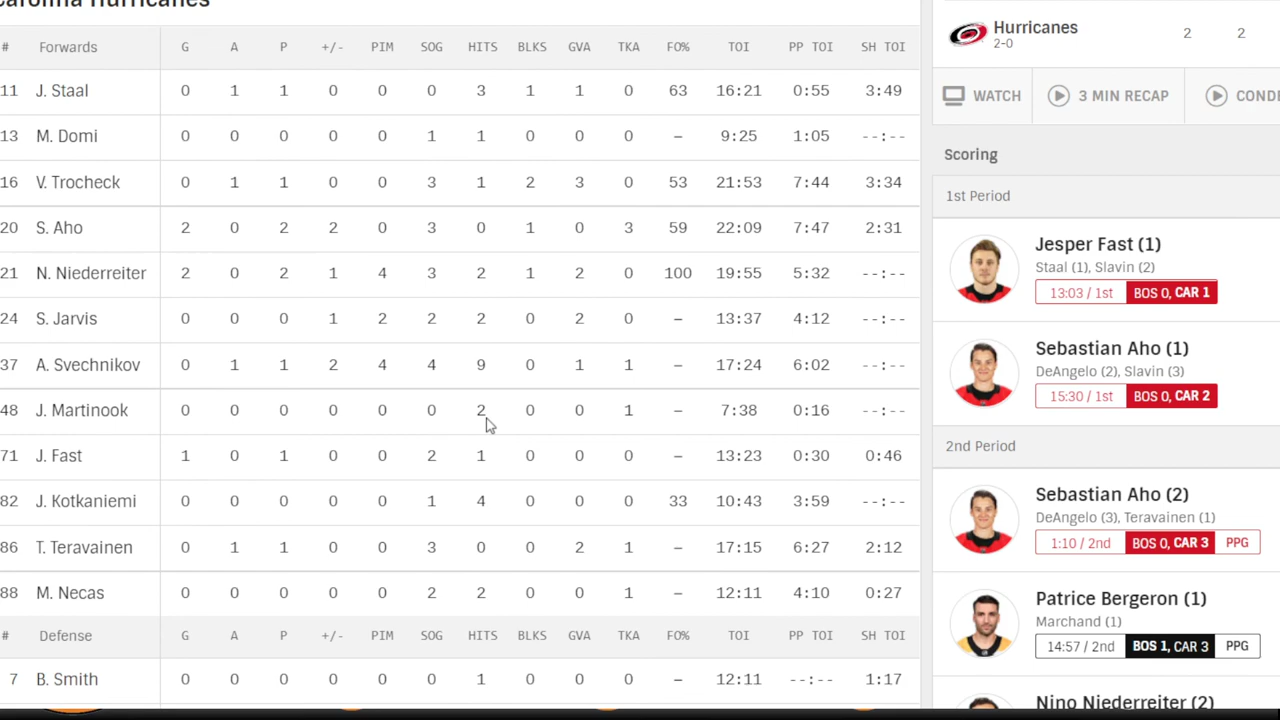 Carolina Hurricanes
# Forwards G A P +/- PIM SOG HITS BLKS GVA TKA FO% TOI PP TOI SH TOI
11 J. Staal 0 1 1 0 0 0 3 1 1 0 63 16:21 0:55 3:49
13 M. Domi 0 0 0 0 0 1 1 0 0 0 – 9:25 1:05 --:--
16 V. Trocheck 0 1 1 0 0 3 1 2 3 0 53 21:53 7:44 3:34
20 S. Aho 2 0 2 2 0 3 0 1 0 3 59 22:09 7:47 2:31
21 N. Niederreiter 2 0 2 1 4 3 2 1 2 0 100 19:55 5:32 --:--
24 S. Jarvis 0 0 0 1 2 2 2 0 2 0 – 13:37 4:12 --:--
37 A. Svechnikov 0 1 1 2 4 4 9 0 1 1 – 17:24 6:02 --:--
48 J. Martinook 0 0 0 0 0 0 2 0 0 1 – 7:38 0:16 --:--
71 J. Fast 1 0 1 0 0 2 1 0 0 0 – 13:23 0:30 0:46
82 J. Kotkaniemi 0 0 0 0 0 1 4 0 0 0 33 10:43 3:59 --:--
86 T. Teravainen 0 1 1 0 0 3 0 0 2 1 – 17:15 6:27 2:12
88 M. Necas 0 0 0 0 0 2 2 0 0 1 – 12:11 4:10 0:27
# Defense G A P +/- PIM SOG HITS BLKS GVA TKA FO% TOI PP TOI SH TOI
7 B. Smith 0 0 0 0 0 0 1 0 0 0 – 12:11 --:-- 1:17
Hurricanes 2 2
2-0
WATCH 3 MIN RECAP CONDE
Scoring
1st Period
Jesper Fast (1)
Staal (1), Slavin (2)
13:03 / 1st BOS 0, CAR 1
Sebastian Aho (1)
DeAngelo (2), Slavin (3)
15:30 / 1st BOS 0, CAR 2
2nd Period
Sebastian Aho (2)
DeAngelo (3), Teravainen (1)
1:10 / 2nd BOS 0, CAR 3 PPG
Patrice Bergeron (1)
Marchand (1)
14:57 / 2nd BOS 1, CAR 3 PPG
Nino Niederreiter (2)